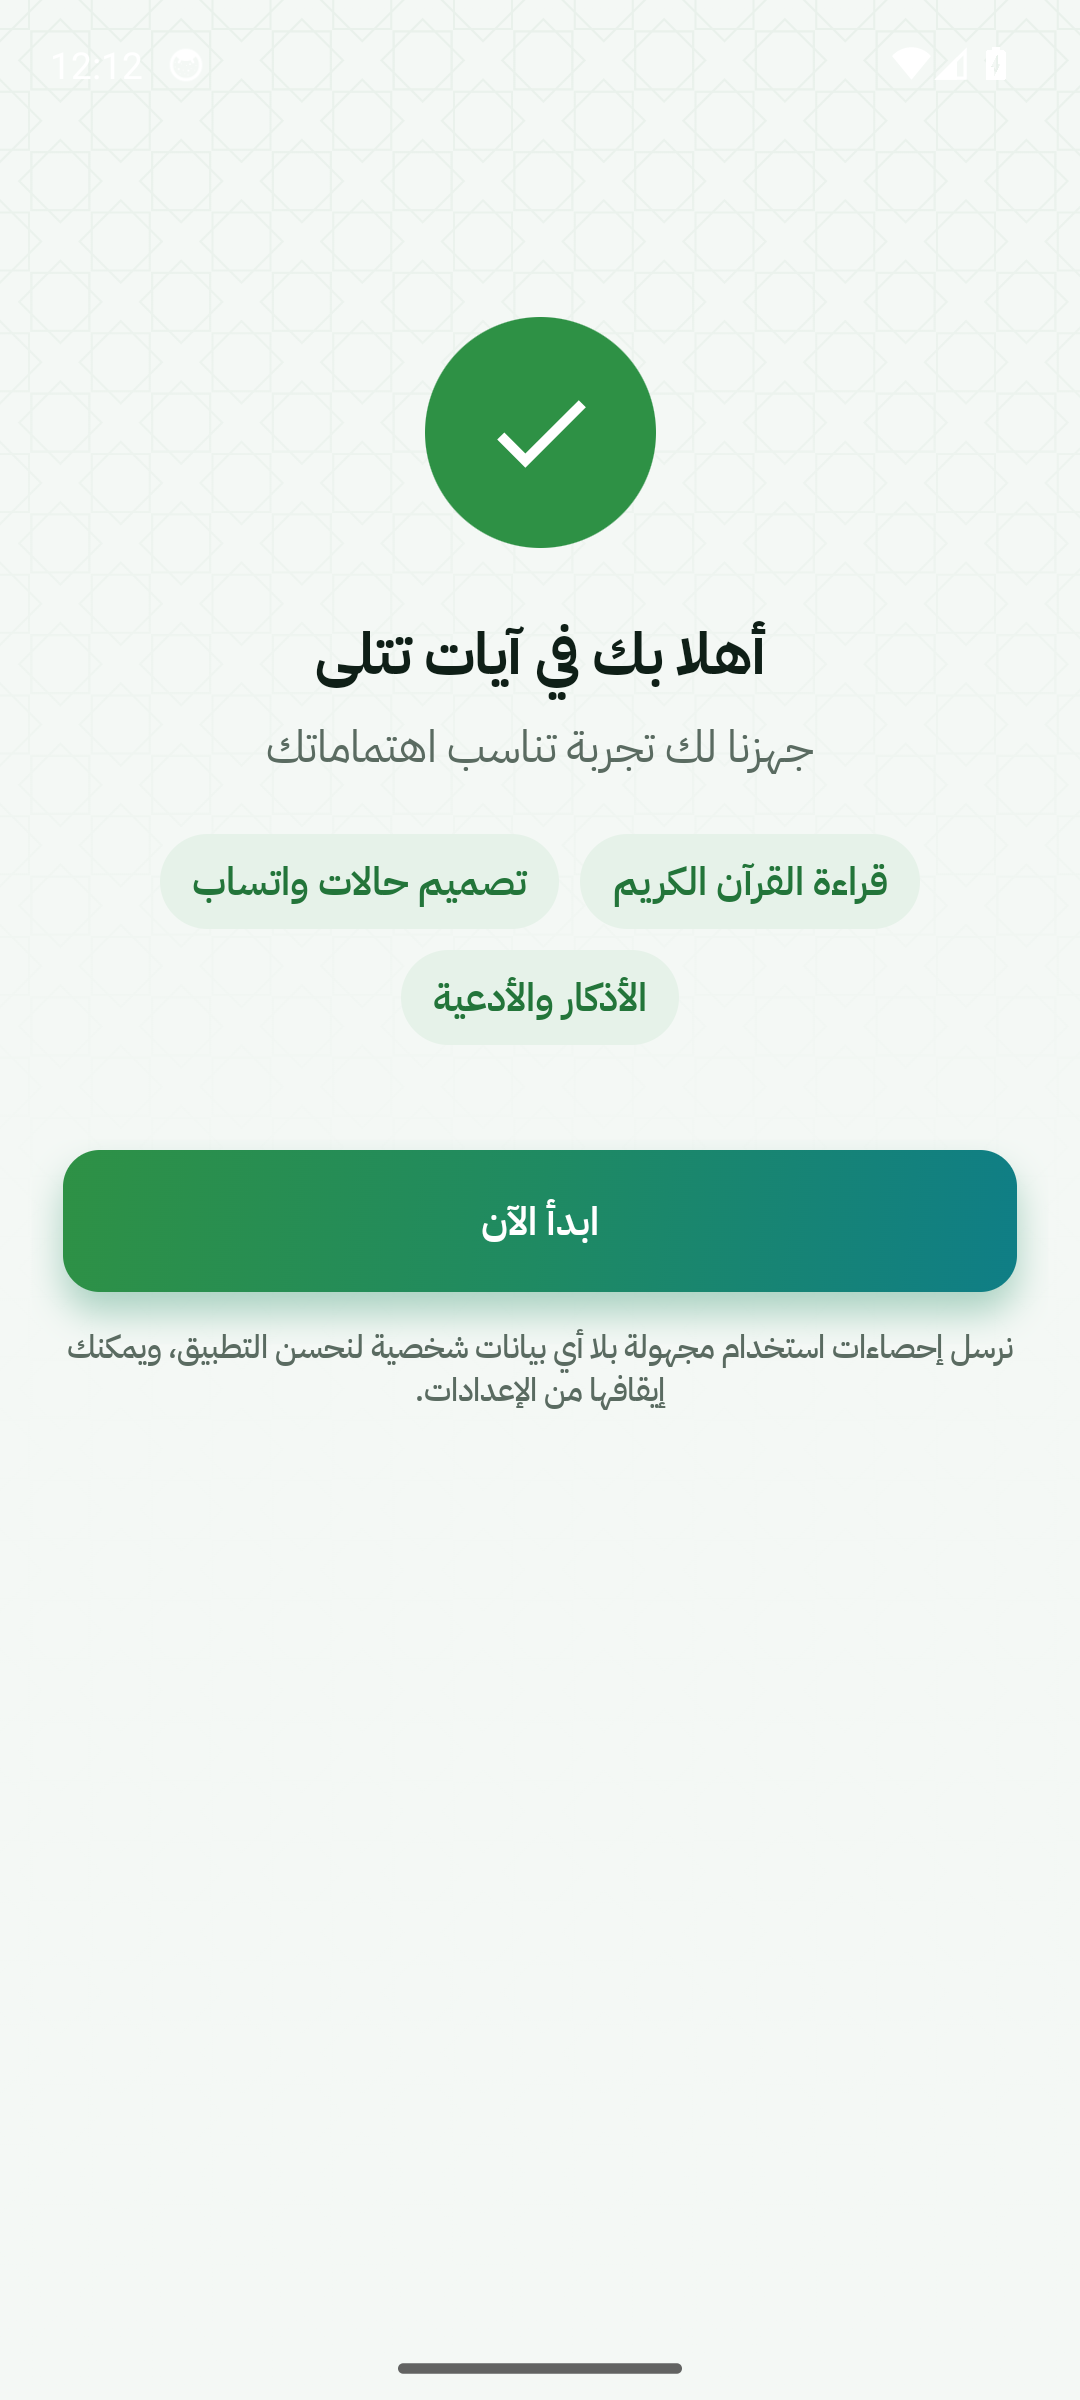 12:12
أهلا بك في آيات تتلى
جهزنا لك تجربة تناسب اهتماماتك
قراءة القرآن الكريم
تصميم حالات واتساب
الأذكار والأدعية
ابدأ الآن
نرسل إحصاءات استخدام مجهولة بلا أي بيانات شخصية لنحسن التطبيق، ويمكنك
إيقافها من الإعدادات.